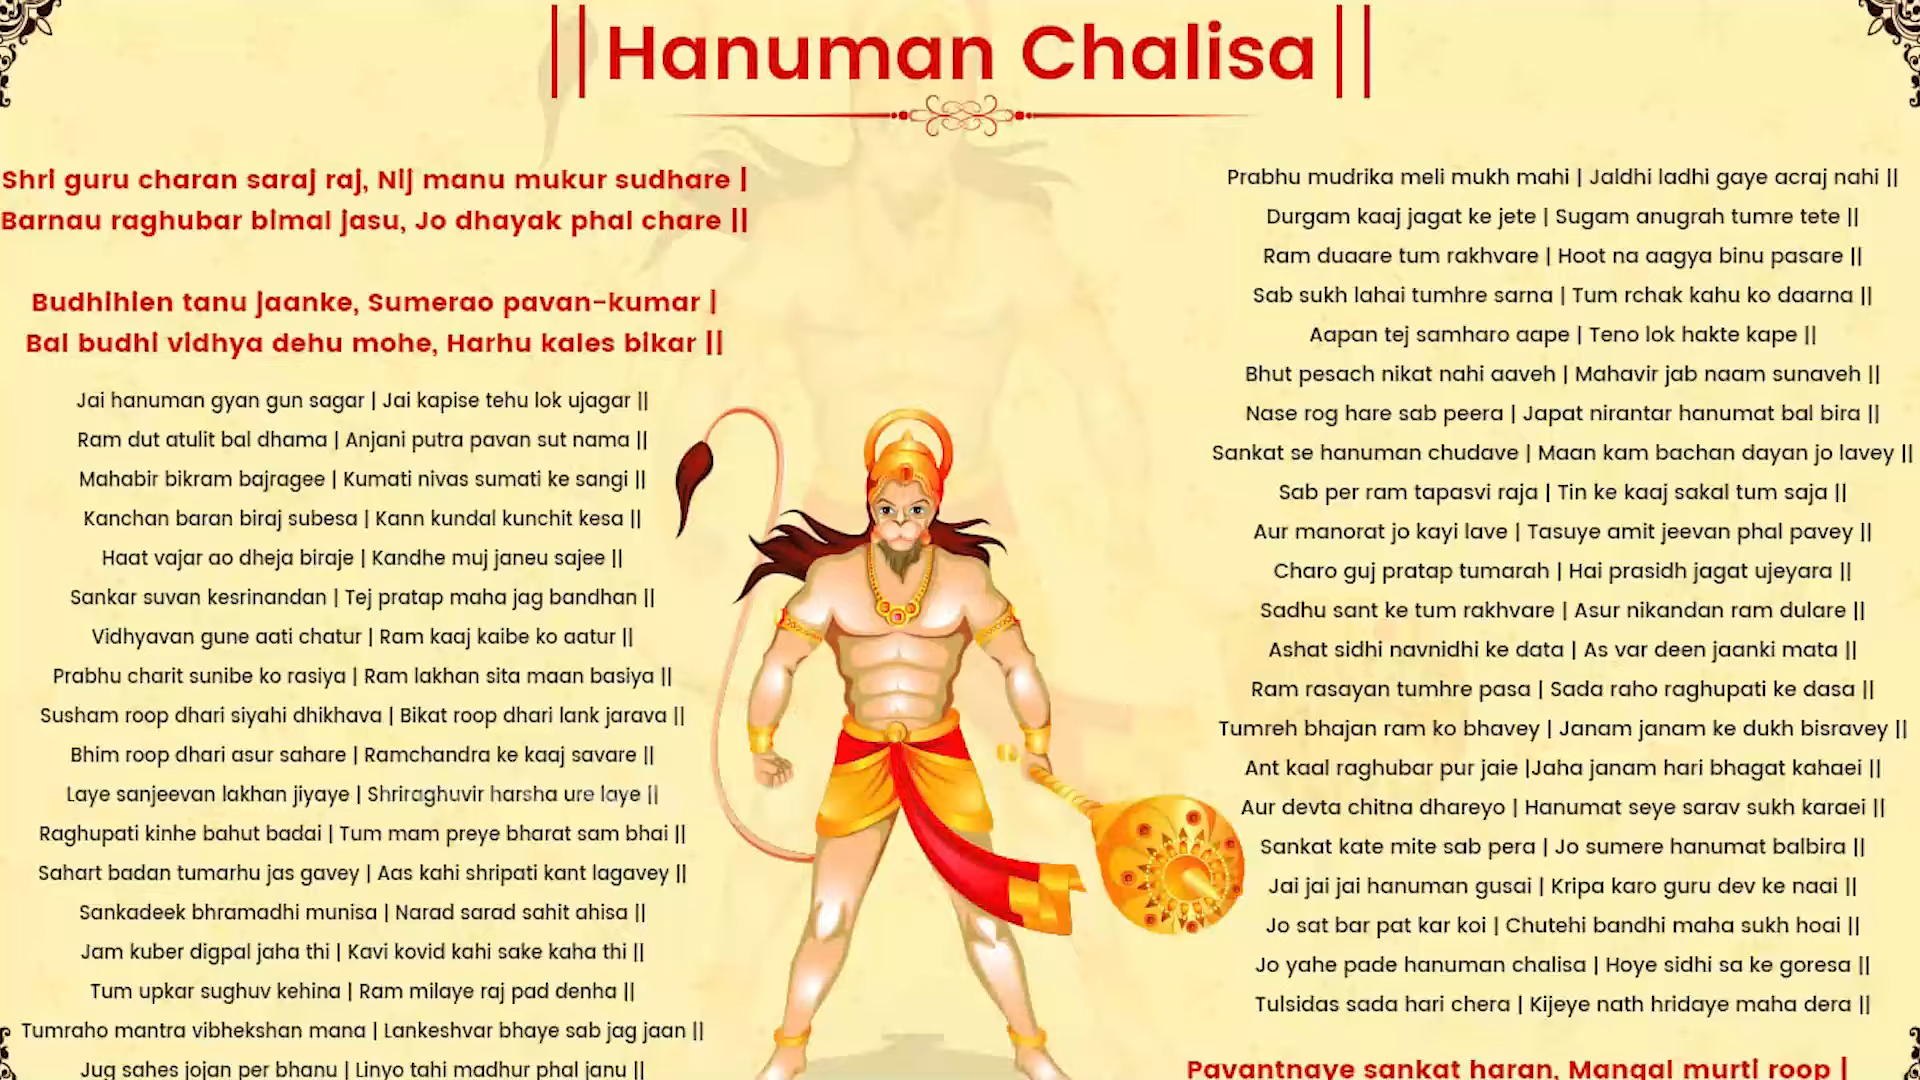 ||Hanuman Chalisa||
Shri guru charan saraj raj, Nij manu mukur sudhare |
Barnau raghubar bimal jasu, Jo dhayak phal chare ||
Budhihien tanu jaanke, Sumerao pavan-kumar |
Bal budhi vidhya dehu mohe, Harhu kales bikar ||
Jai hanuman gyan gun sagar | Jai kapise tehu lok ujagar ||
Ram dut atulit bal dhama | Anjani putra pavan sut nama ||
Mahabir bikram bajragee | Kumati nivas sumati ke sangi ||
Kanchan baran biraj subesa | Kann kundal kunchit kesa ||
Haat vajar ao dheja biraje | Kandhe muj janeu sajee ||
Sankar suvan kesrinandan | Tej pratap maha jag bandhan ||
Vidhyavan gune aati chatur | Ram kaaj kaibe ko aatur ||
Prabhu charit sunibe ko rasiya | Ram lakhan sita maan basiya ||
Susham roop dhari siyahi dhikhava | Bikat roop dhari lank jarava ||
Bhim roop dhari asur sahare | Ramchandra ke kaaj savare ||
Laye sanjeevan lakhan jiyaye | Shriraghuvir harsha ure laye ||
Raghupati kinhe bahut badai | Tum mam preye bharat sam bhai ||
Sahart badan tumarhu jas gavey | Aas kahi shripati kant lagavey ||
Sankadeek bhramadhi munisa | Narad sarad sahit ahisa ||
Jam kuber digpal jaha thi | Kavi kovid kahi sake kaha thi ||
Tum upkar sughuv kehina | Ram milaye raj pad denha ||
Tumraho mantra vibhekshan mana | Lankeshvar bhaye sab jag jaan ||
Jug sahes jojan per bhanu | Linyo tahi madhur phal janu ||
Prabhu mudrika meli mukh mahi | Jaldhi ladhi gaye acraj nahi ||
Durgam kaaj jagat ke jete | Sugam anugrah tumre tete ||
Ram duaare tum rakhvare | Hoot na aagya binu pasare ||
Sab sukh lahai tumhre sarna | Tum rchak kahu ko daarna ||
Aapan tej samharo aape | Teno lok hakte kape ||
Bhut pesach nikat nahi aaveh | Mahavir jab naam sunaveh ||
Nase rog hare sab peera | Japat nirantar hanumat bal bira ||
Sankat se hanuman chudave | Maan kam bachan dayan jo lavey ||
Sab per ram tapasvi raja | Tin ke kaaj sakal tum saja ||
Aur manorat jo kayi lave | Tasuye amit jeevan phal pavey ||
Charo guj pratap tumarah | Hai prasidh jagat ujeyara ||
Sadhu sant ke tum rakhvare | Asur nikandan ram dulare ||
Ashat sidhi navnidhi ke data | As var deen jaanki mata ||
Ram rasayan tumhre pasa | Sada raho raghupati ke dasa ||
Tumreh bhajan ram ko bhavey | Janam janam ke dukh bisravey ||
Ant kaal raghubar pur jaie |Jaha janam hari bhagat kahaei ||
Aur devta chitna dhareyo | Hanumat seye sarav sukh karaei ||
Sankat kate mite sab pera | Jo sumere hanumat balbira ||
Jai jai jai hanuman gusai | Kripa karo guru dev ke naai ||
Jo sat bar pat kar koi | Chutehi bandhi maha sukh hoai ||
Jo yahe pade hanuman chalisa | Hoye sidhi sa ke goresa ||
Tulsidas sada hari chera | Kijeye nath hridaye maha dera ||
Pavantnaye sankat haran, Mangal murti roop |